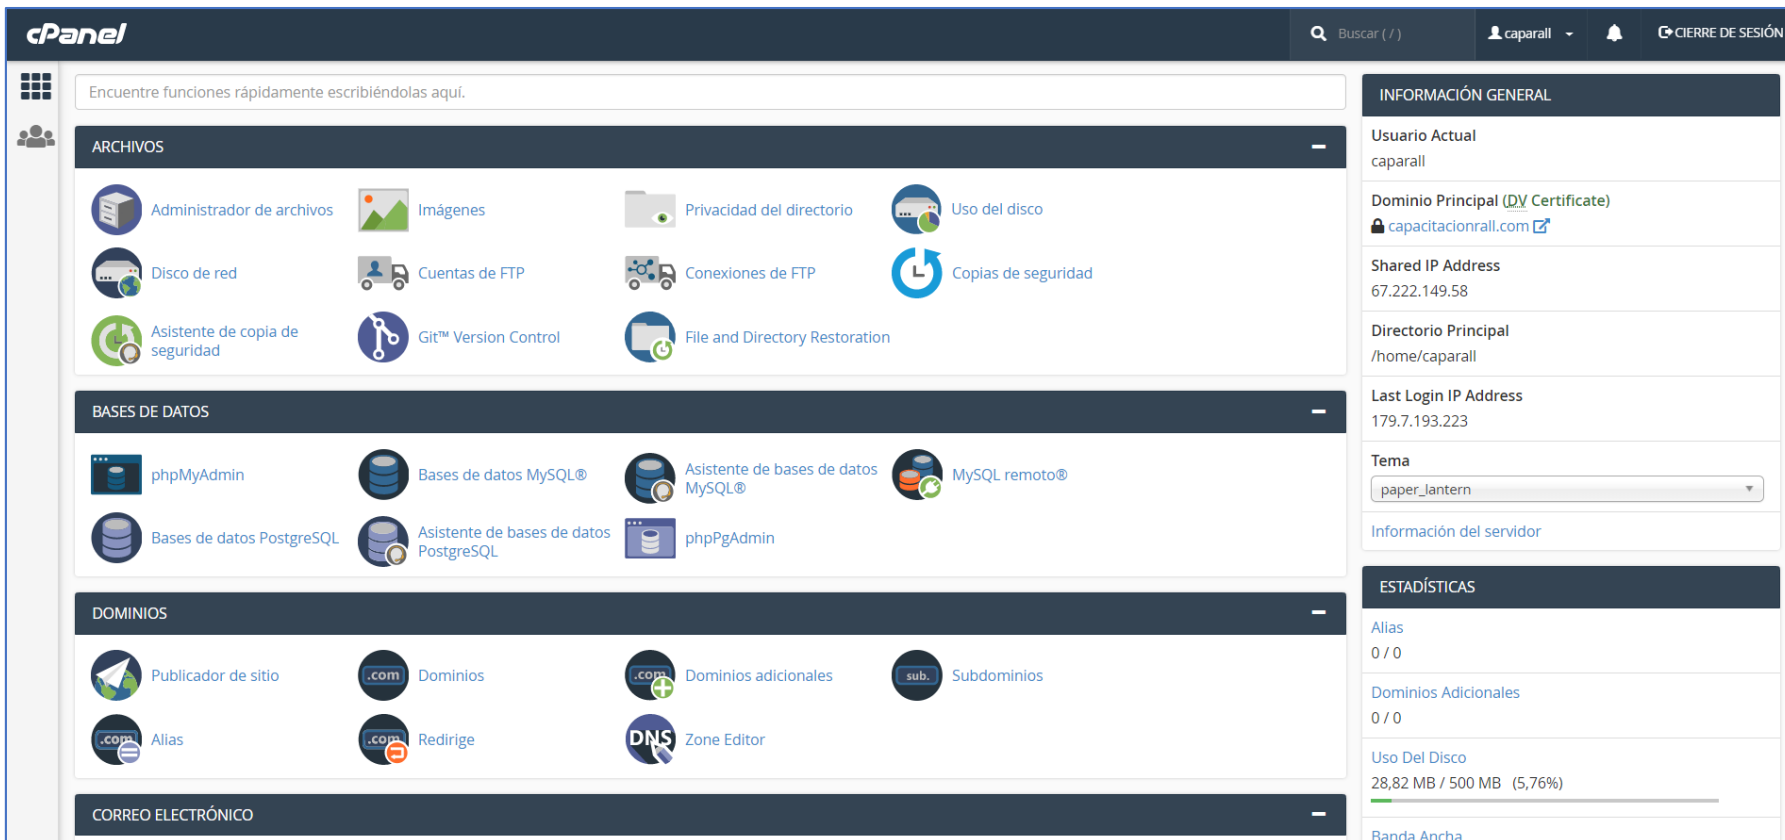 cPanel
Buscar ( / )
caparall
CIERRE DE SESIÓN
Encuentre funciones rápidamente escribiéndolas aquí.
ARCHIVOS
Administrador de archivos
Imágenes
Privacidad del directorio
Uso del disco
Disco de red
Cuentas de FTP
Conexiones de FTP
Copias de seguridad
Asistente de copia de
seguridad
Git™ Version Control
File and Directory Restoration
BASES DE DATOS
phpMyAdmin
Bases de datos MySQL®
Asistente de bases de datos
MySQL®
MySQL remoto®
Bases de datos PostgreSQL
Asistente de bases de datos
PostgreSQL
phpPgAdmin
DOMINIOS
Publicador de sitio
.com
Dominios
.com
Dominios adicionales
sub.
Subdominios
.com
Alias
.com
Redirige
DNS
Zone Editor
CORREO ELECTRÓNICO
INFORMACIÓN GENERAL
Usuario Actual
caparall
Dominio Principal (DV Certificate)
capacitacionrall.com
Shared IP Address
67.222.149.58
Directorio Principal
/home/caparall
Last Login IP Address
179.7.193.223
Tema
paper_lantern
Información del servidor
ESTADÍSTICAS
Alias
0 / 0
Dominios Adicionales
0 / 0
Uso Del Disco
28,82 MB / 500 MB (5,76%)
Banda Ancha